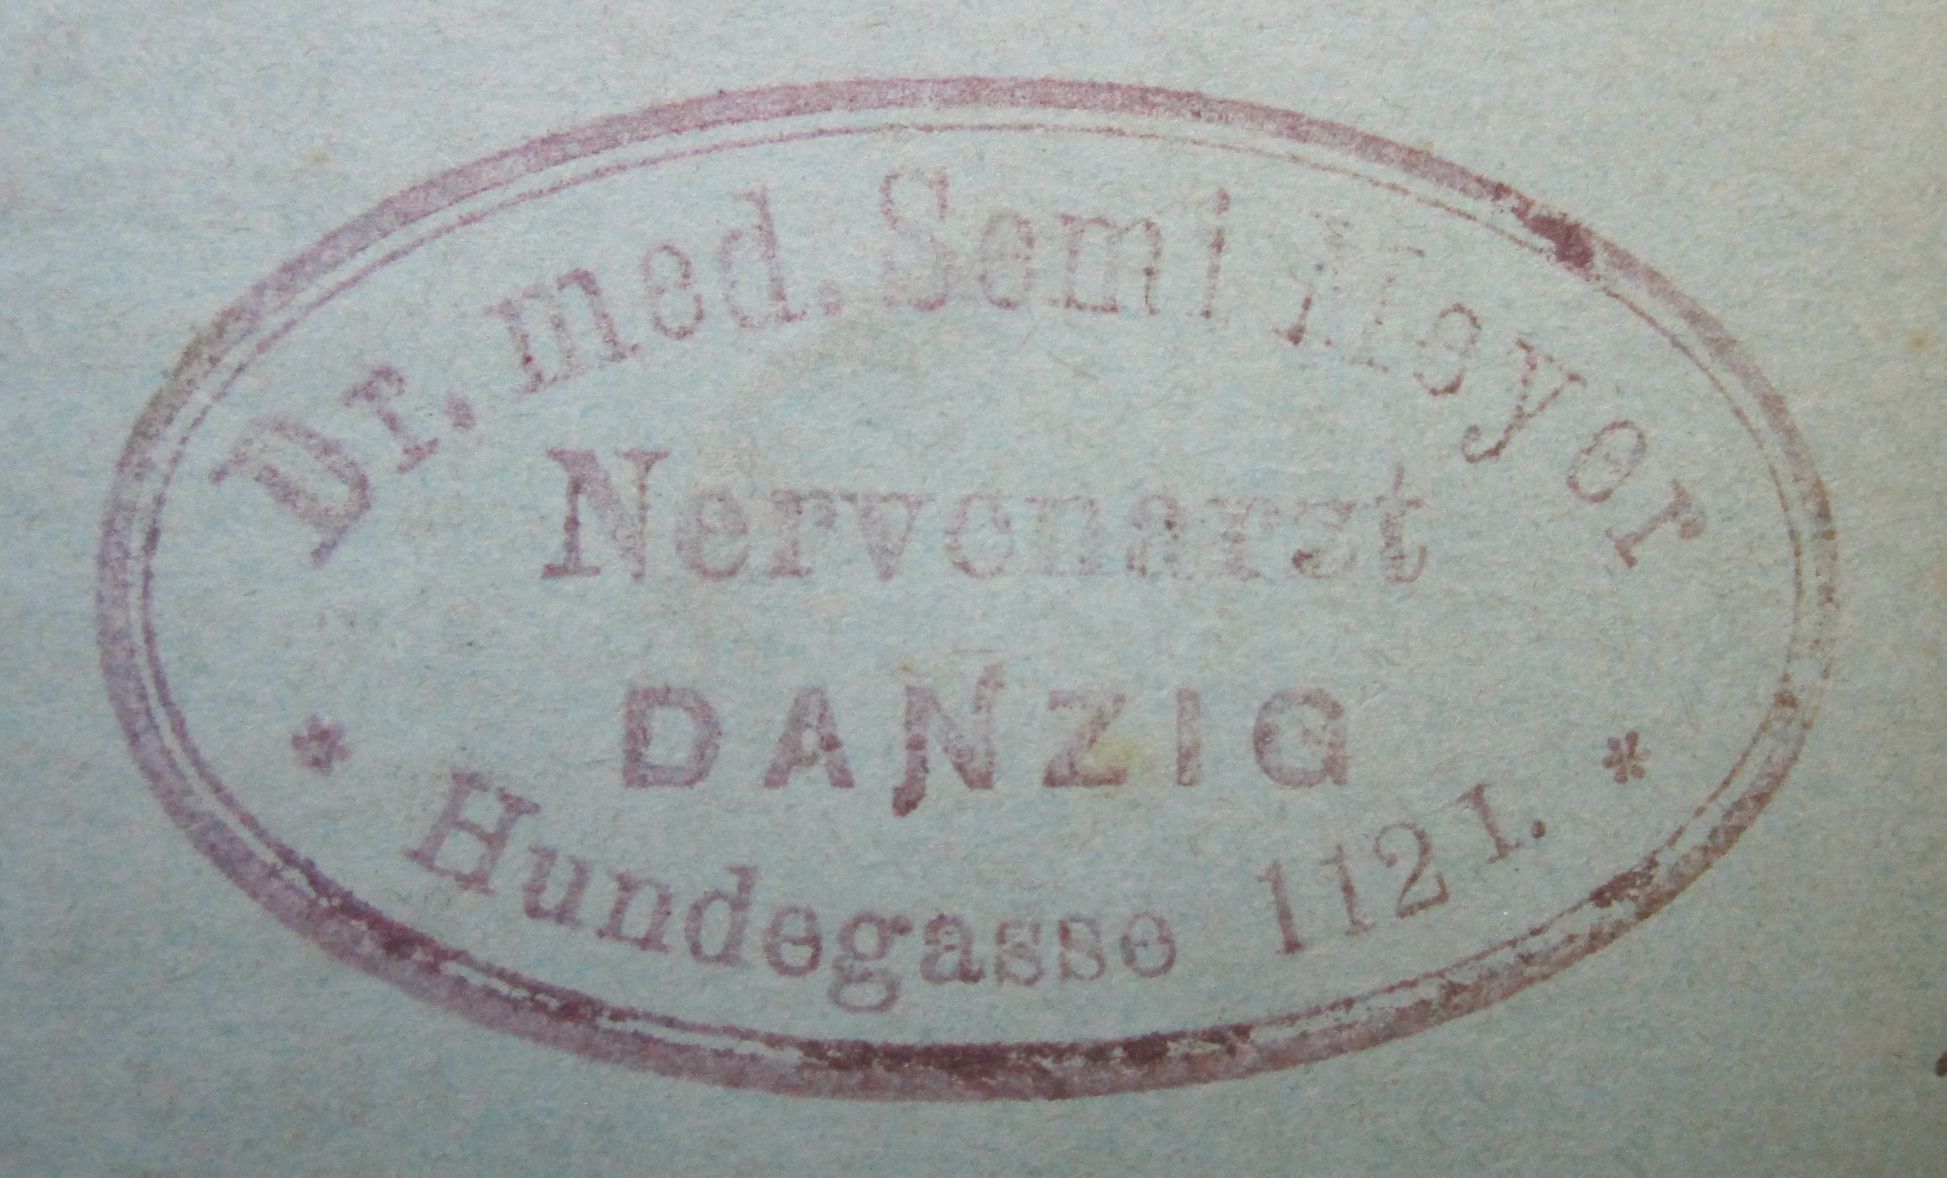 Dr. med. Semi Meyer
Nervenarzt
DANZIG
* Hundegasse 112 I. *